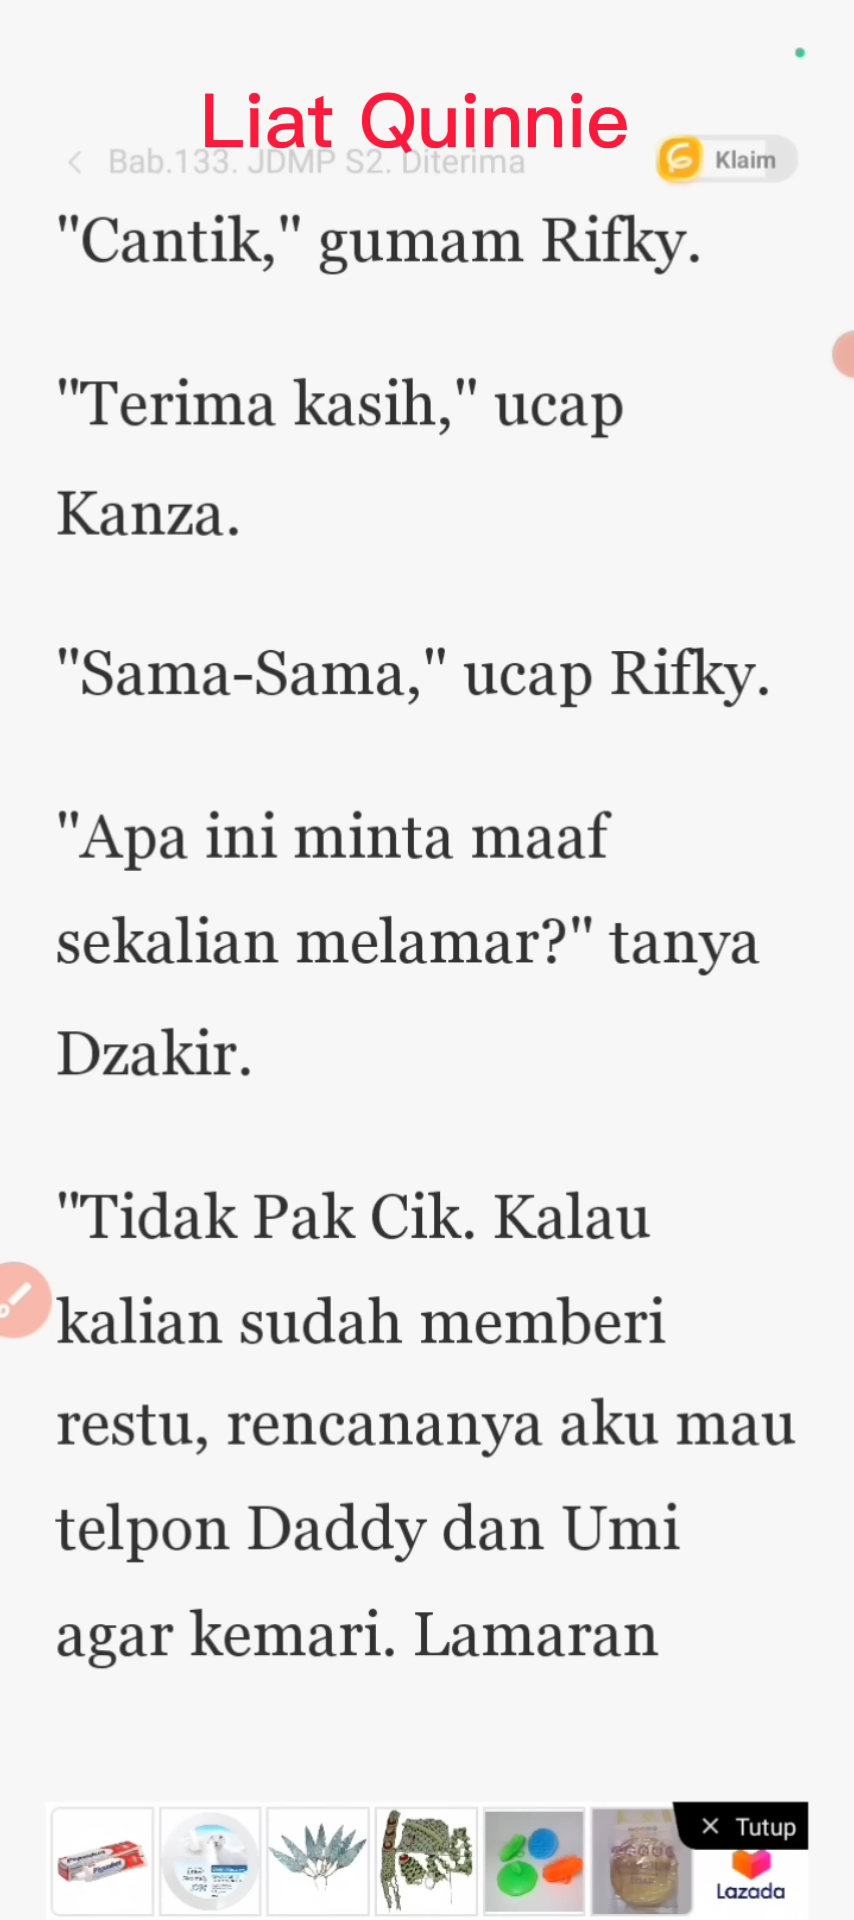 Liat Quinnie
Bab.133. JDMP S2. Diterima
Klaim
"Cantik," gumam Rifky.
"Terima kasih," ucap
Kanza.
"Sama-Sama," ucap Rifky.
"Apa ini minta maaf
sekalian melamar?" tanya
Dzakir.
"Tidak Pak Cik. Kalau
kalian sudah memberi
restu, rencananya aku mau
telpon Daddy dan Umi
agar kemari. Lamaran
Tutup
Lazada